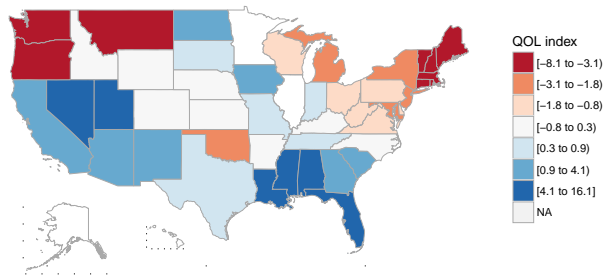 QOL index
[−8.1 to −3.1)
[−3.1 to −1.8)
[−1.8 to −0.8)
[−0.8 to 0.3)
[0.3 to 0.9)
[0.9 to 4.1)
[4.1 to 16.1]
NA